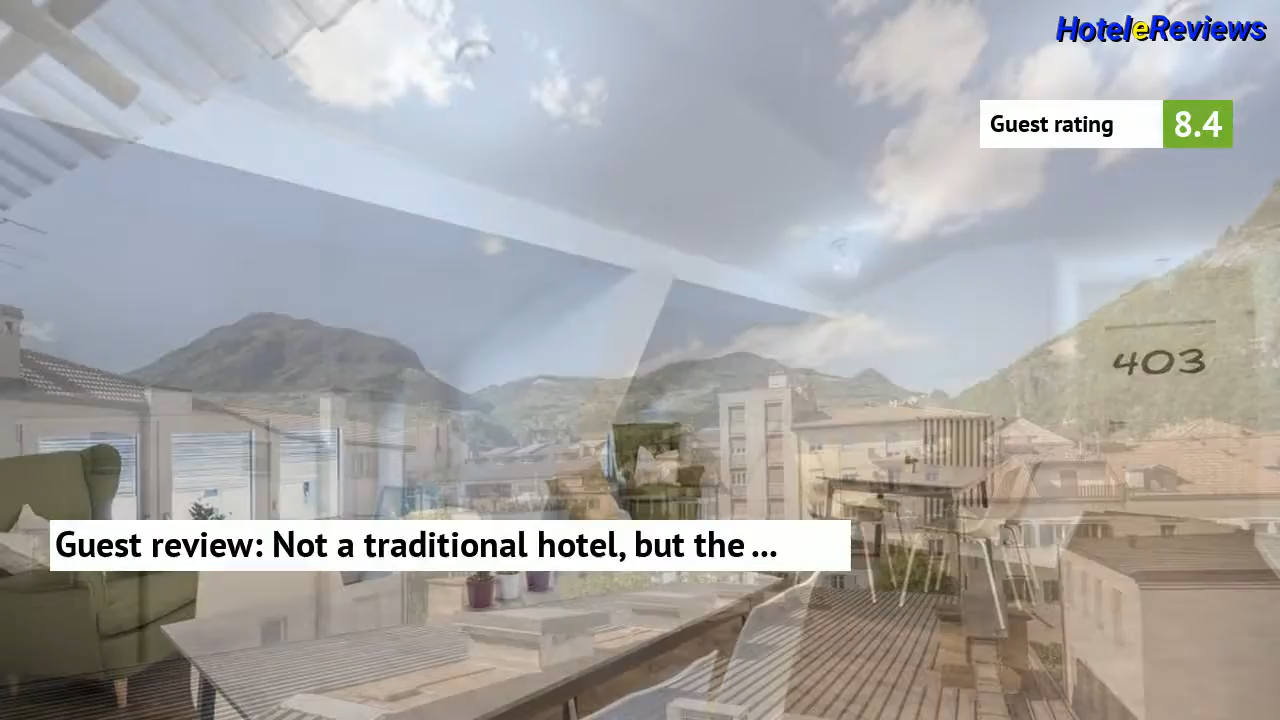 HoteleReviews
Guest rating 8.4
403
Guest review: Not a traditional hotel, but the ...